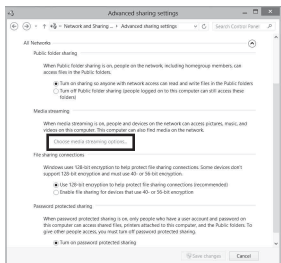 Advanced sharing settings
« Network and Sharing ... › Advanced sharing settings
Search Control Panel
All Networks
Public folder sharing
When Public folder sharing is on, people on the network, including homegroup members, can
access files in the Public folders.
Turn on sharing so anyone with network access can read and write files in the Public folders
Turn off Public folder sharing (people logged on to this computer can still access these
folders)
Media streaming
When media streaming is on, people and devices on the network can access pictures, music, and
videos on this computer. This computer can also find media on the network.
Choose media streaming options...
File sharing connections
Windows uses 128-bit encryption to help protect file sharing connections. Some devices don't
support 128-bit encryption and must use 40- or 56-bit encryption.
Use 128-bit encryption to help protect file sharing connections (recommended)
Enable file sharing for devices that use 40- or 56-bit encryption
Password protected sharing
When password protected sharing is on, only people who have a user account and password on
this computer can access shared files, printers attached to this computer, and the Public folders. To
give other people access, you must turn off password protected sharing.
Turn on password protected sharing
Save changes
Cancel